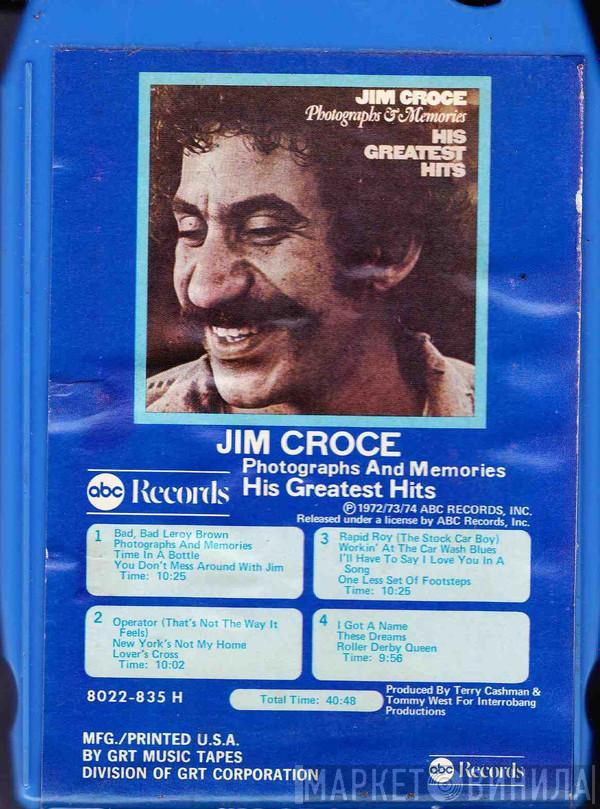 JIM CROCE
Photographs & Memories
HIS
GREATEST
HITS
JIM CROCE
Photographs And Memories
abc Records His Greatest Hits
℗1972/73/74 ABC RECORDS, INC.
Released under a license by ABC Records, Inc.
1 Bad, Bad Leroy Brown
Photographs And Memories
Time In A Bottle
You Don't Mess Around With Jim
Time: 10:25
3 Rapid Roy (The Stock Car Boy)
Workin' At The Car Wash Blues
I'll Have To Say I Love You In A
Song
One Less Set Of Footsteps
Time: 10:25
2 Operator (That's Not The Way It
Feels)
New York's Not My Home
Lover's Cross
Time: 10:02
4 I Got A Name
These Dreams
Roller Derby Queen
Time: 9:56
8022-835 H
Total Time: 40:48
Produced By Terry Cashman &
Tommy West For Interrobang
Productions
MFG./PRINTED U.S.A.
BY GRT MUSIC TAPES
DIVISION OF GRT CORPORATION
abc Records
МАРКЕТ ВИНИЛА